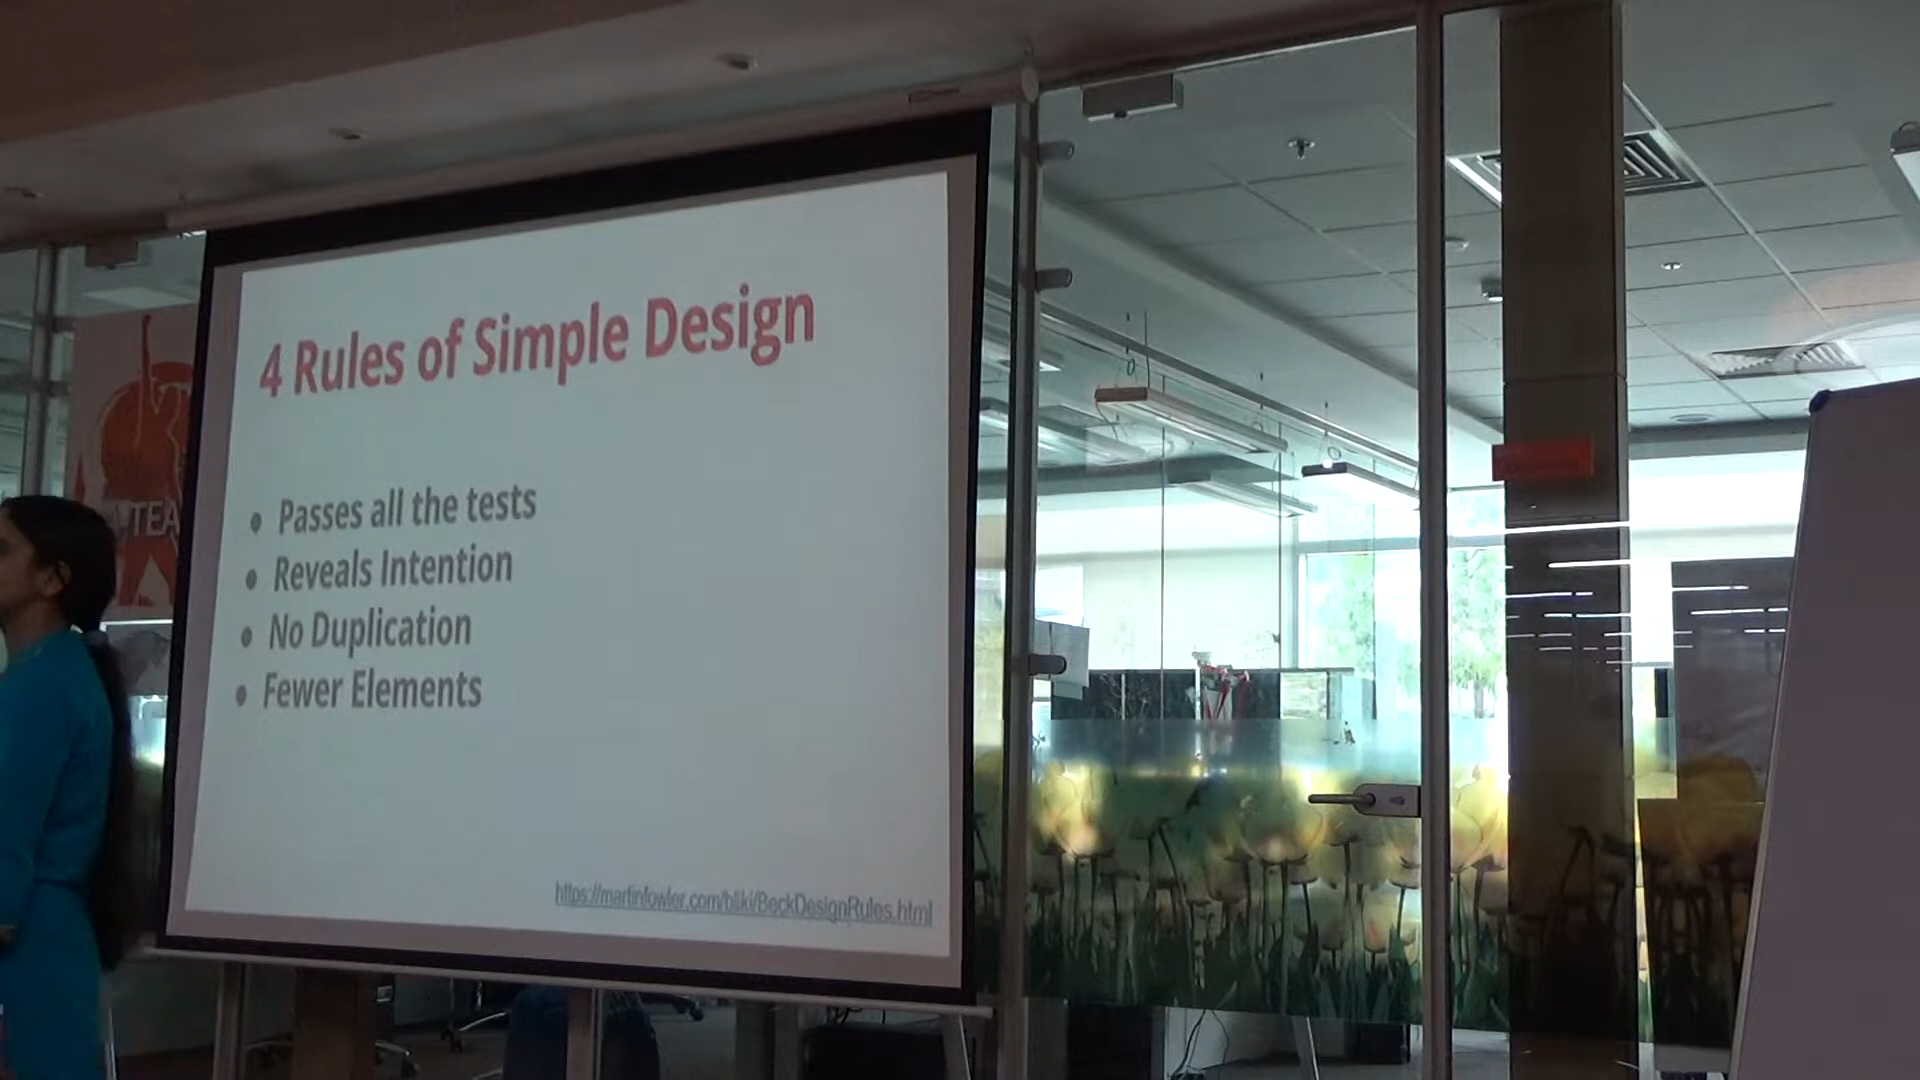 4 Rules of Simple Design
Passes all the tests
Reveals Intention
No Duplication
Fewer Elements
https://martinfowler.com/bliki/BeckDesignRules.html